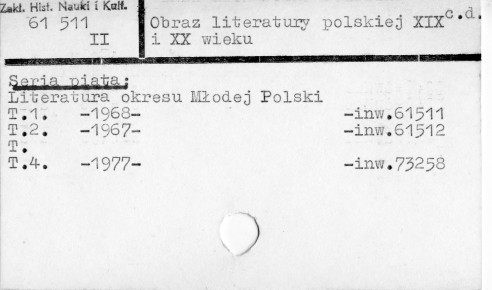 Zakł. Hist. Nauki i Kult.
61 511
II
Obraz literatury polskiej XIX c.d.
i XX wieku
Seria piąta:
Literatura okresu Młodej Polski
T.1. -1968- -inw.61511
T.2. -1967- -inw.61512
T.
T.4. -1977- -inw.73258